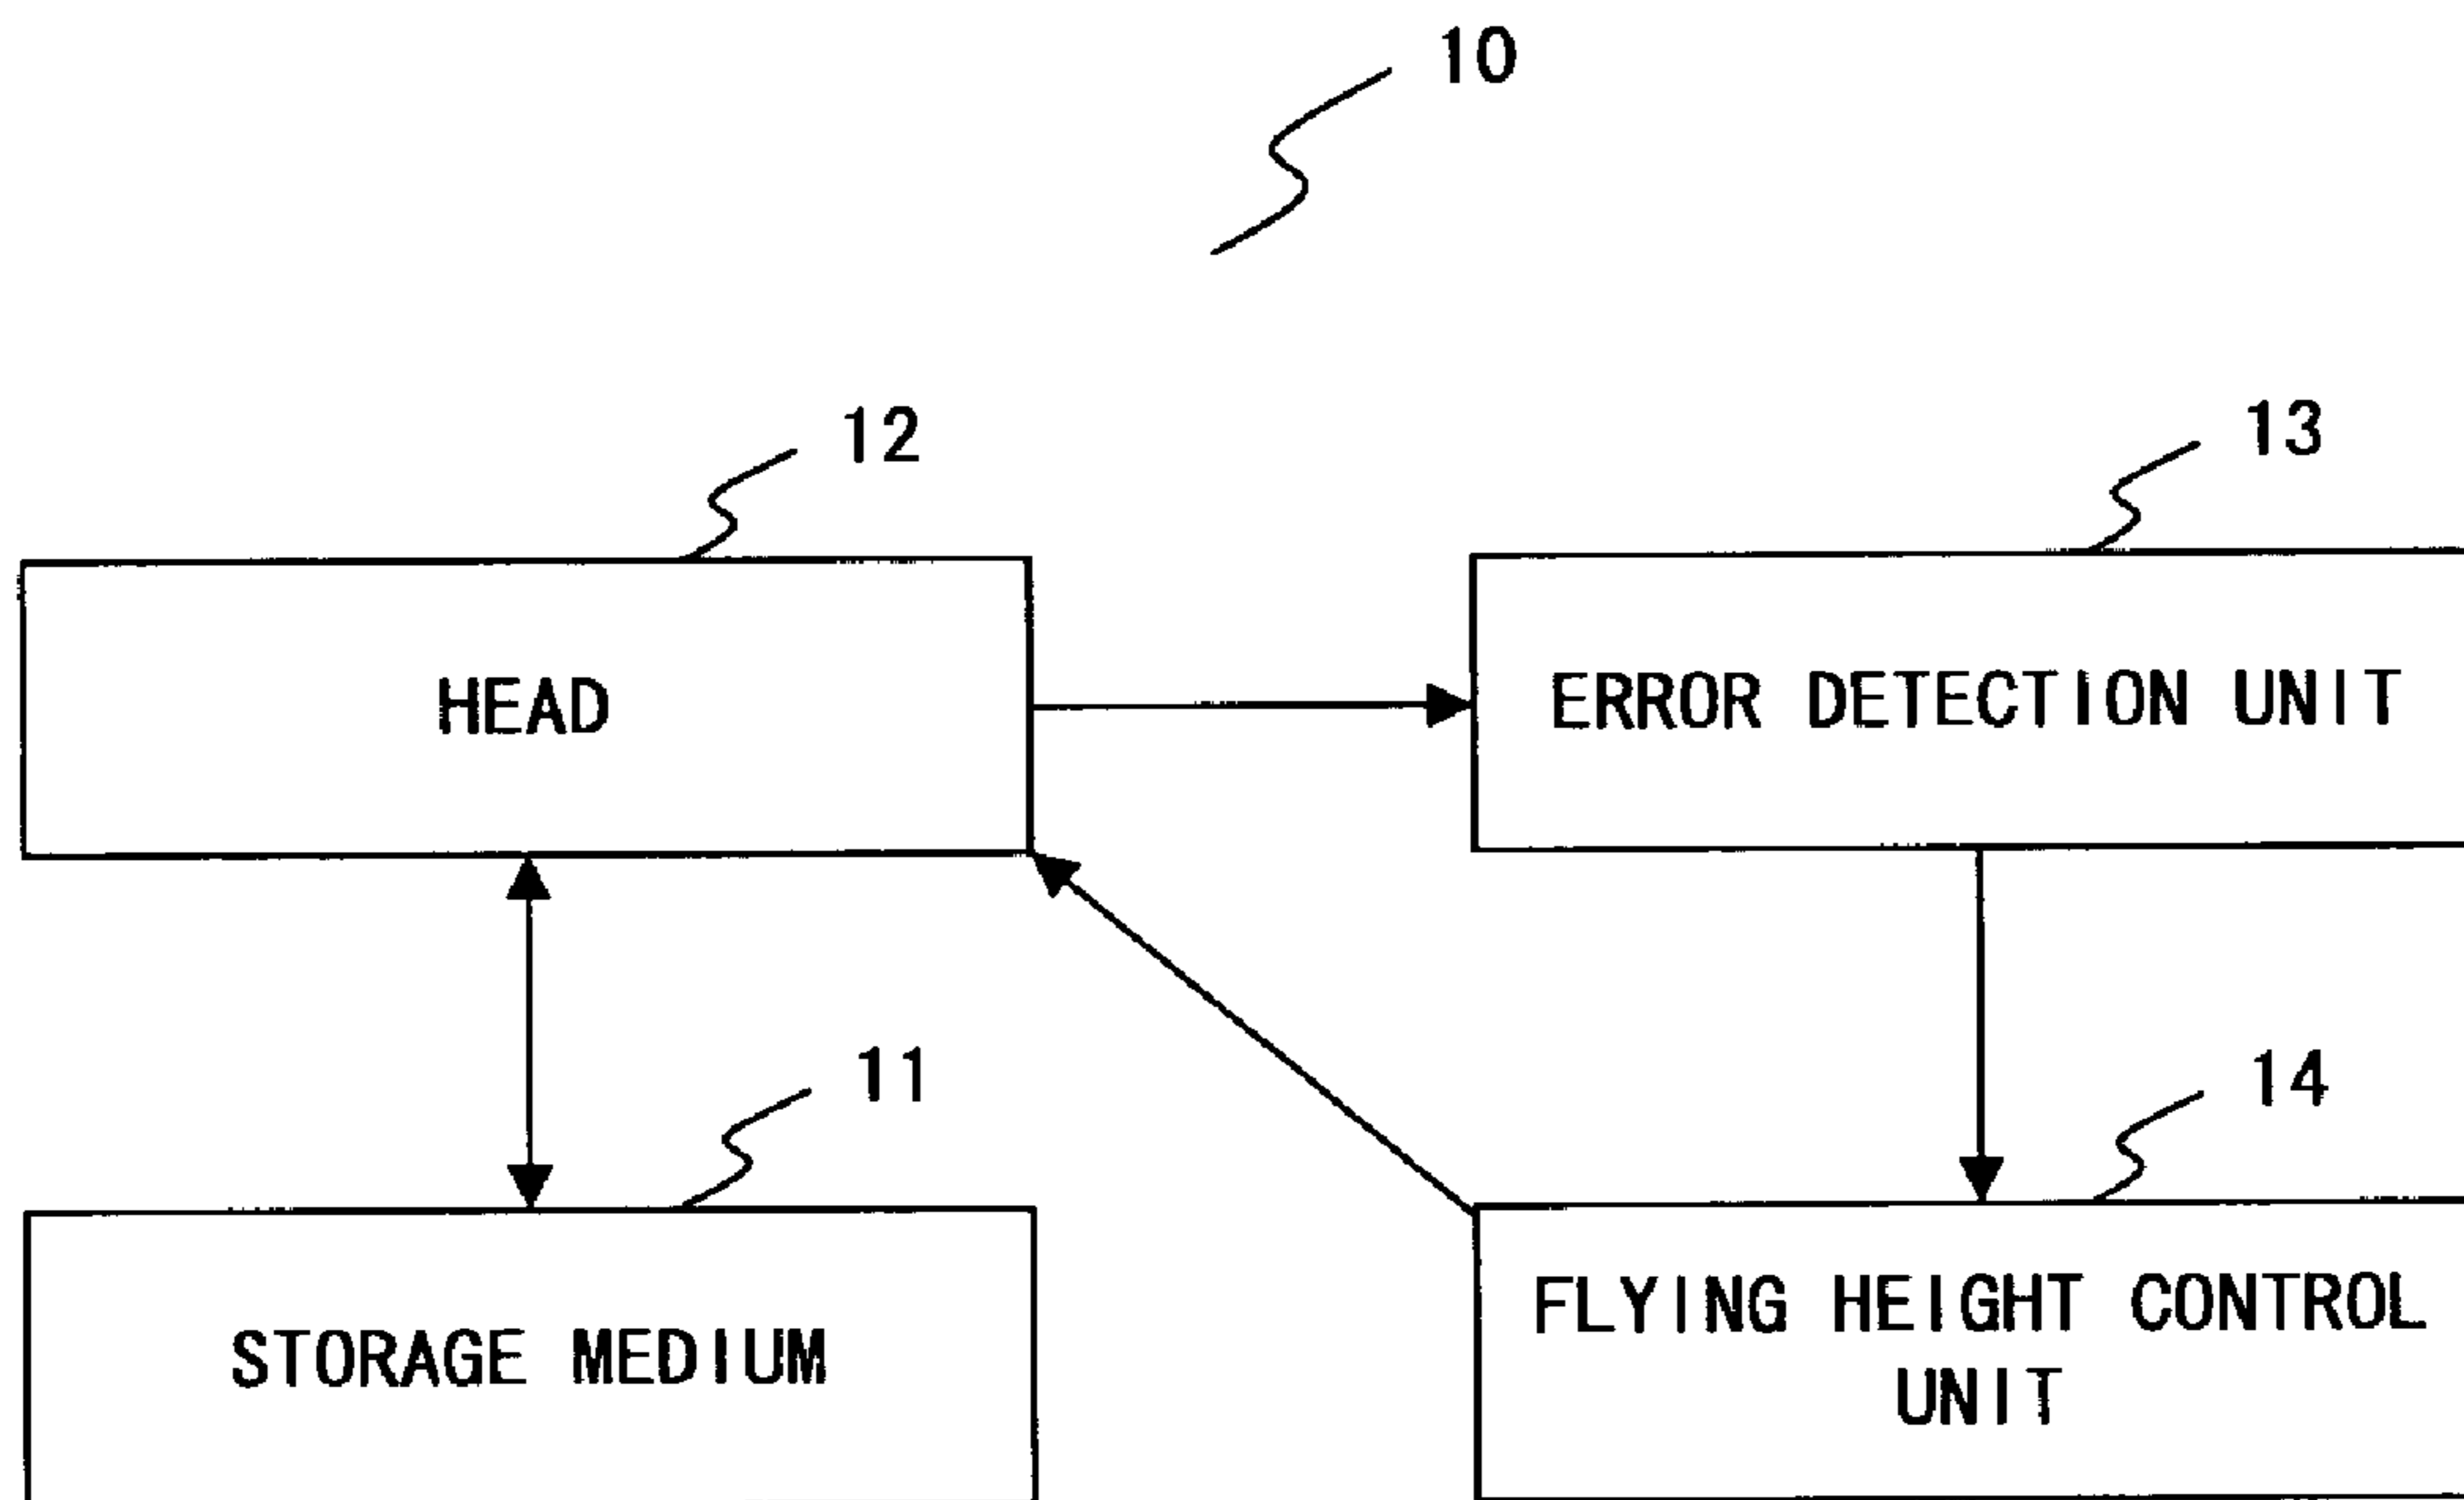 10
12
13
HEAD
ERROR DETECTION UNIT
11
14
STORAGE MEDIUM
FLYING HEIGHT CONTROL
UNIT